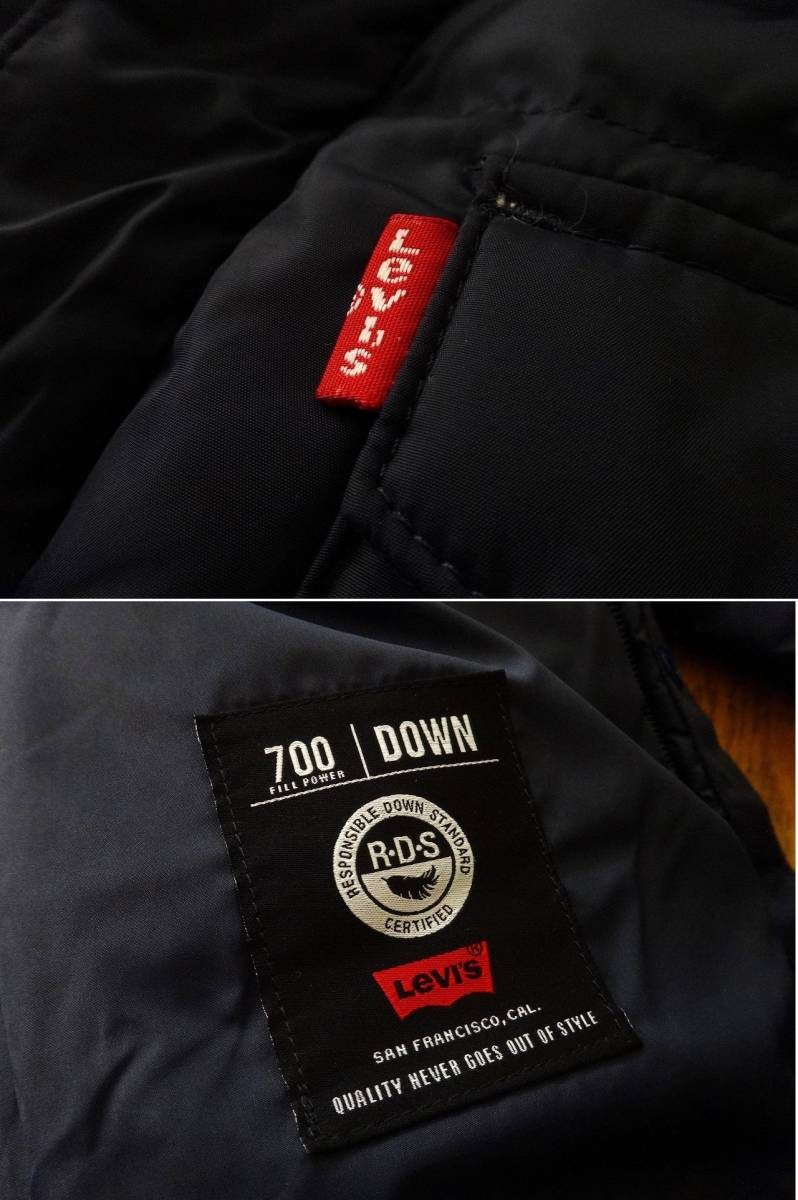 LEVI'S
®
700 | DOWN
FILL POWER
RESPONSIBLE DOWN STANDARD
R·D·S
CERTIFIED
LEVI'S®
SAN FRANCISCO, CAL.
QUALITY NEVER GOES OUT OF STYLE